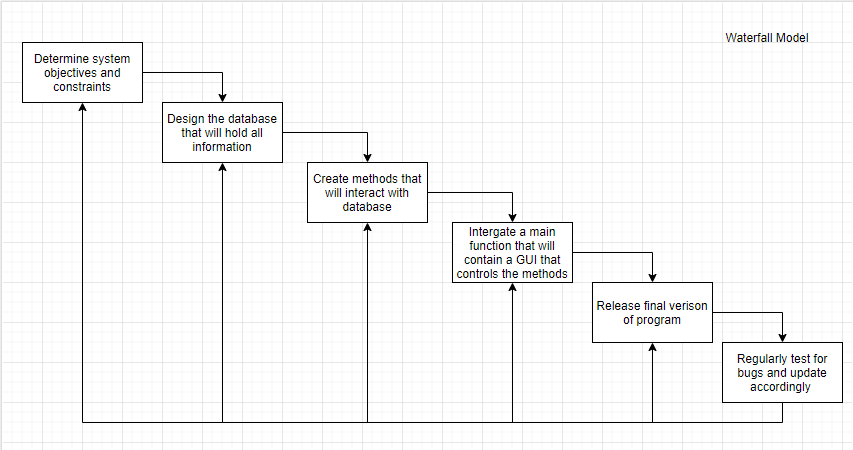 Waterfall Model
Determine system
objectives and
constraints
Design the database
that will hold all
information
Create methods that
will interact with
database
Intergate a main
function that will
contain a GUI that
controls the methods
Release final verison
of program
Regularly test for
bugs and update
accordingly